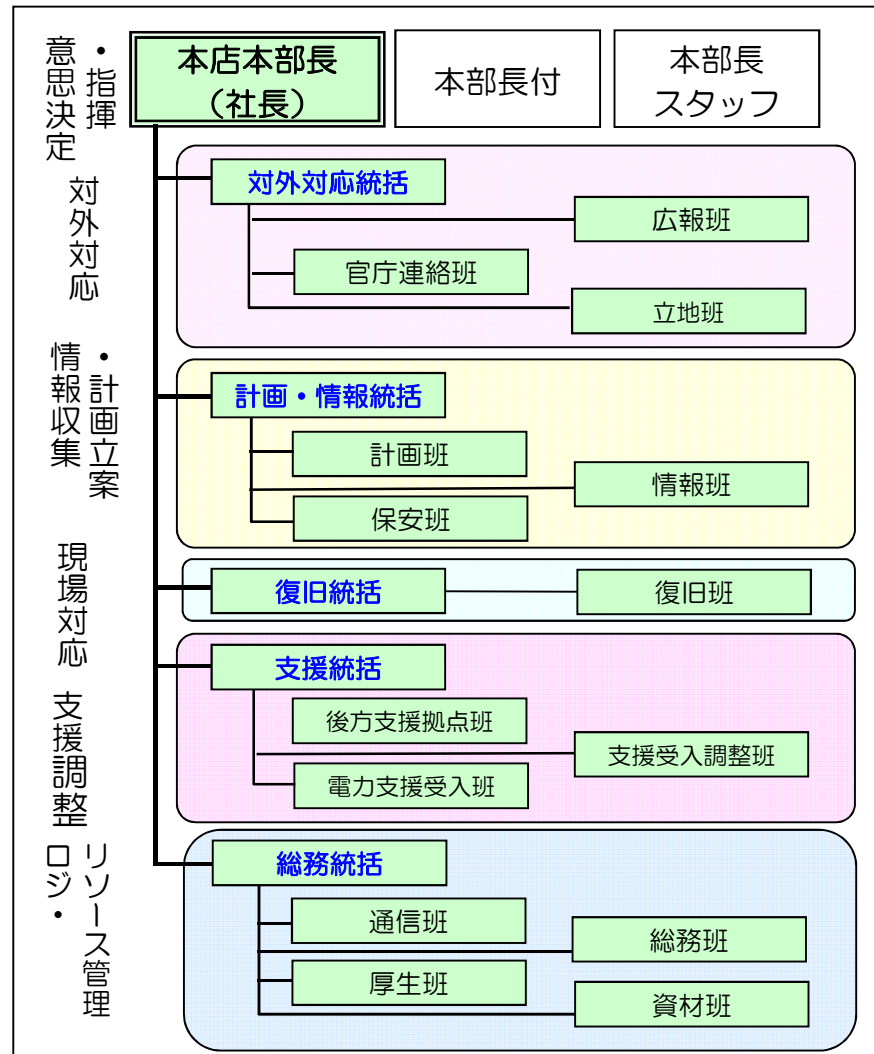 意思決定
・指揮
本店本部長
（社長）
本部長付
本部長
スタッフ
対外対応
対外対応統括
広報班
官庁連絡班
立地班
情報収集
・計画立案
計画・情報統括
計画班
情報班
保安班
現場対応
復旧統括
復旧班
支援調整
支援統括
後方支援拠点班
支援受入調整班
電力支援受入班
ロジ・
リソース管理
総務統括
通信班
総務班
厚生班
資材班